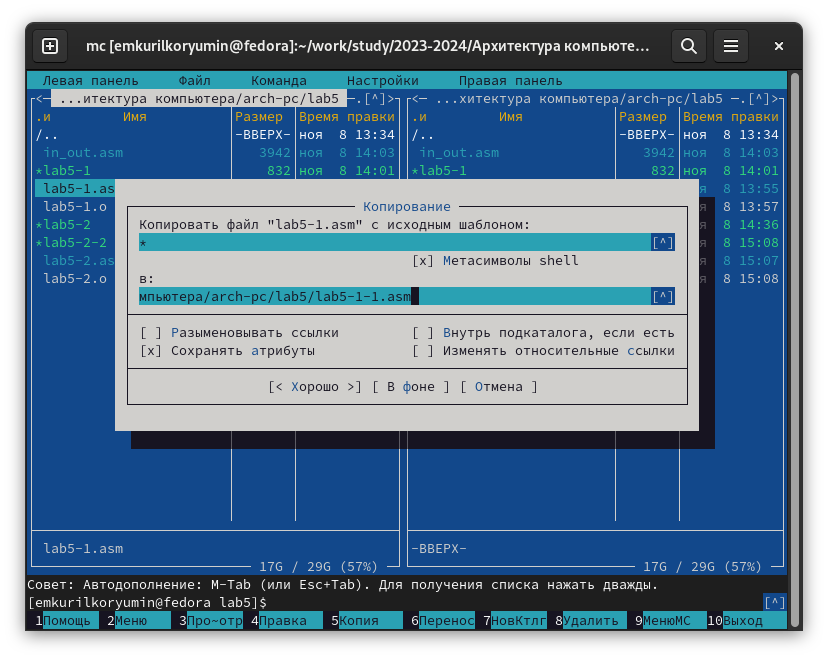 mc [emkurilkoryumin@fedora]:~/work/study/2023-2024/Архитектура компьюте…
Левая панель Файл Команда Настройки Правая панель
<— ...итектура компьютера/arch-pc/lab5 —.[^]> <— ...хитектура компьютера/arch-pc/lab5 —.[^]>
.и Имя Размер Время правки .и Имя Размер Время правки
/.. -ВВЕРХ- ноя 8 13:34 /.. -ВВЕРХ- ноя 8 13:34
in_out.asm 3942 ноя 8 14:03 in_out.asm 3942 ноя 8 14:03
*lab5-1 832 ноя 8 14:01 *lab5-1 832 ноя 8 14:01
lab5-1.as я 8 13:55
lab5-1.o Копирование я 8 13:57
*lab5-2 Копировать файл "lab5-1.asm" с исходным шаблоном: я 8 14:36
*lab5-2-2 * [^] я 8 15:08
lab5-2.as [x] Метасимволы shell я 8 15:07
lab5-2.o в: я 8 15:08
мпьютера/arch-pc/lab5/lab5-1-1.asm [^]
[ ] Разыменовывать ссылки [ ] Внутрь подкаталога, если есть
[x] Сохранять атрибуты [ ] Изменять относительные ссылки
[< Хорошо >] [ В фоне ] [ Отмена ]
lab5-1.asm -ВВЕРХ-
17G / 29G (57%) 17G / 29G (57%)
Совет: Автодополнение: M-Tab (или Esc+Tab). Для получения списка нажать дважды.
[emkurilkoryumin@fedora lab5]$ [^]
1Помощь 2Меню 3Про~отр 4Правка 5Копия 6Перенос 7НовКтлг 8Удалить 9МенюMC 10Выход